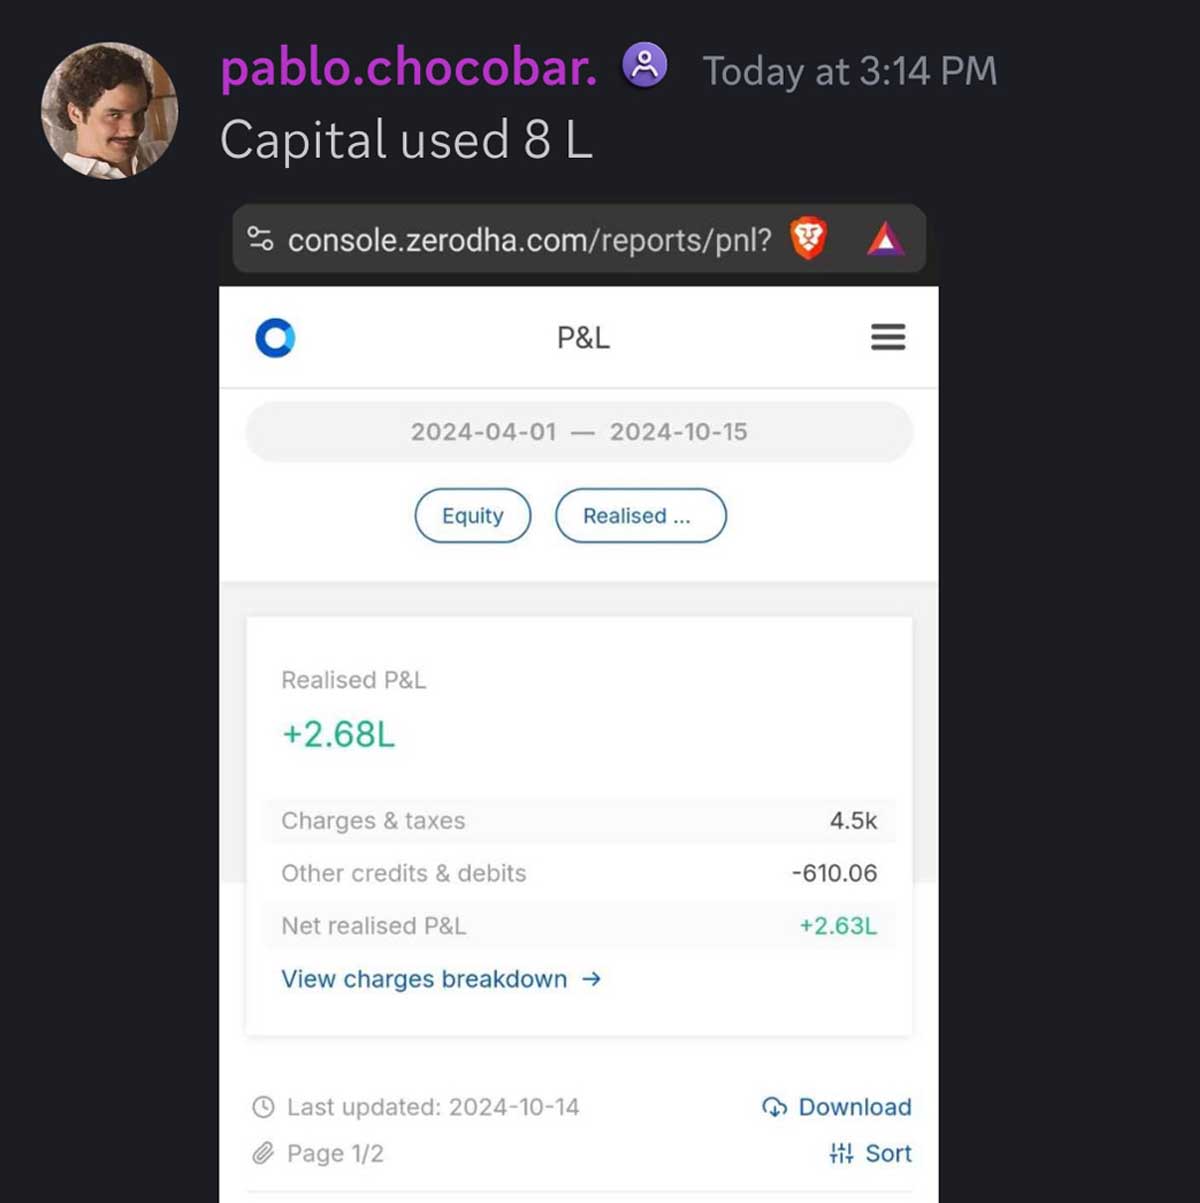 pablo.chocobar. Today at 3:14 PM
Capital used 8 L
console.zerodha.com/reports/pnl?
P&L
2024-04-01 — 2024-10-15
Equity Realised ...
Realised P&L
+2.68L
Charges & taxes 4.5k
Other credits & debits -610.06
Net realised P&L +2.63L
View charges breakdown →
Last updated: 2024-10-14 Download
Page 1/2 Sort